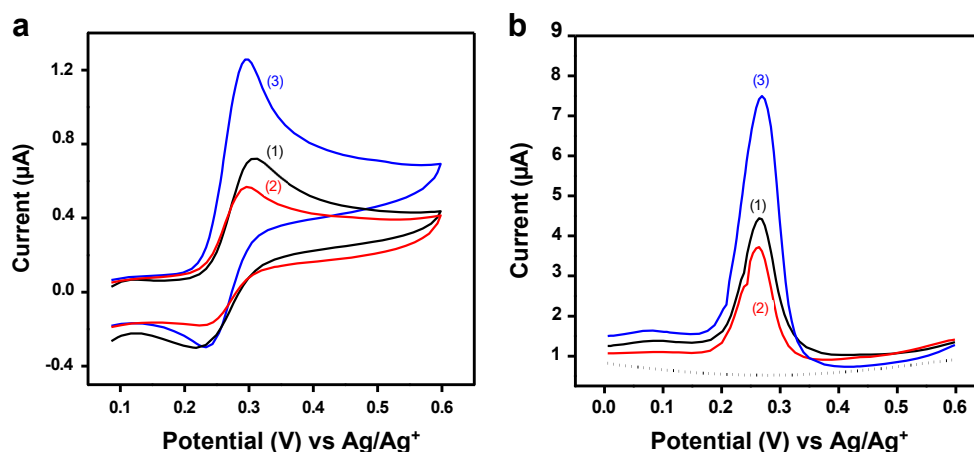 a
Current (µA)
1.2
0.8
0.4
0.0
-0.4
(3)
(1)
(2)
0.1 0.2 0.3 0.4 0.5 0.6
Potential (V) vs Ag/Ag⁺
b
Current (µA)
9
8
7
6
5
4
3
2
1
(3)
(1)
(2)
0.0 0.1 0.2 0.3 0.4 0.5 0.6
Potential (V) vs Ag/Ag⁺